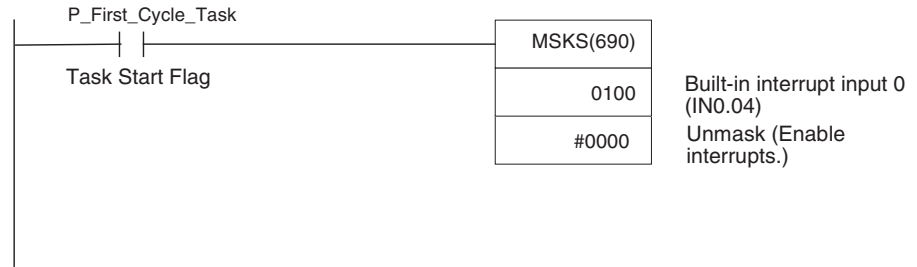 P_First_Cycle_Task
MSKS(690)
Task Start Flag
0100
Built-in interrupt input 0
(IN0.04)
#0000
Unmask (Enable
interrupts.)